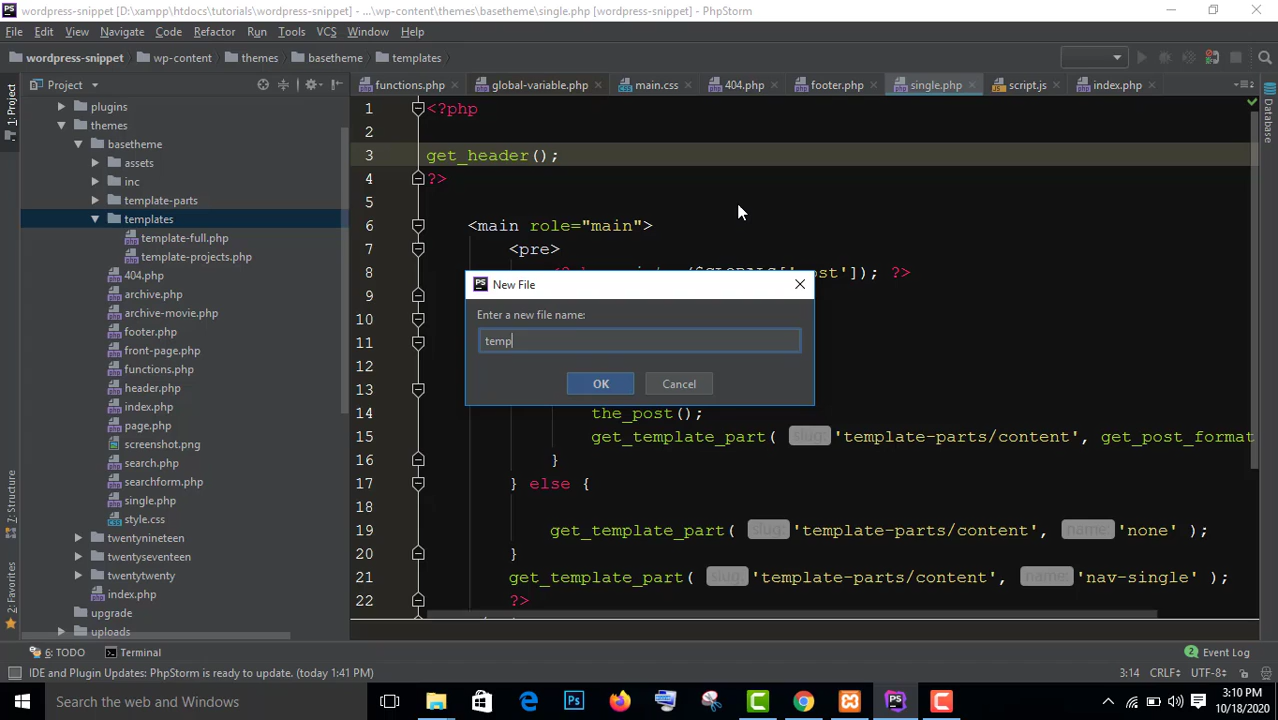 wordpress-snippet [D:\xampp\htdocs\tutorials\wordpress-snippet] - ...\wp-content\themes\basetheme\single.php [wordpress-snippet] - PhpStorm
File Edit View Navigate Code Refactor Run Tools VCS Window Help
wordpress-snippet wp-content themes basetheme templates
Project
functions.php global-variable.php main.css 404.php footer.php single.php script.js index.php
1: Project
7: Structure
2: Favorites
Database
plugins
themes
basetheme
assets
inc
template-parts
templates
template-full.php
template-projects.php
404.php
archive.php
archive-movie.php
footer.php
front-page.php
functions.php
header.php
index.php
page.php
screenshot.png
search.php
searchform.php
single.php
style.css
twentynineteen
twentyseventeen
twentytwenty
index.php
upgrade
uploads
1 <?php
2
3 get_header();
4 ?>
5
6 <main role="main">
7 <pre>
8 ['post']); ?>
9
10
11
12
13
14 the_post();
15 get_template_part( slug: 'template-parts/content', get_post_format
16 }
17 } else {
18
19 get_template_part( slug: 'template-parts/content', name: 'none' );
20 }
21 get_template_part( slug: 'template-parts/content', name: 'nav-single' );
22 ?>
New File
Enter a new file name:
temp
OK Cancel
6: TODO Terminal
2 Event Log
IDE and Plugin Updates: PhpStorm is ready to update. (today 1:41 PM)
3:14 CRLF UTF-8
Search the web and Windows
3:10 PM
10/18/2020